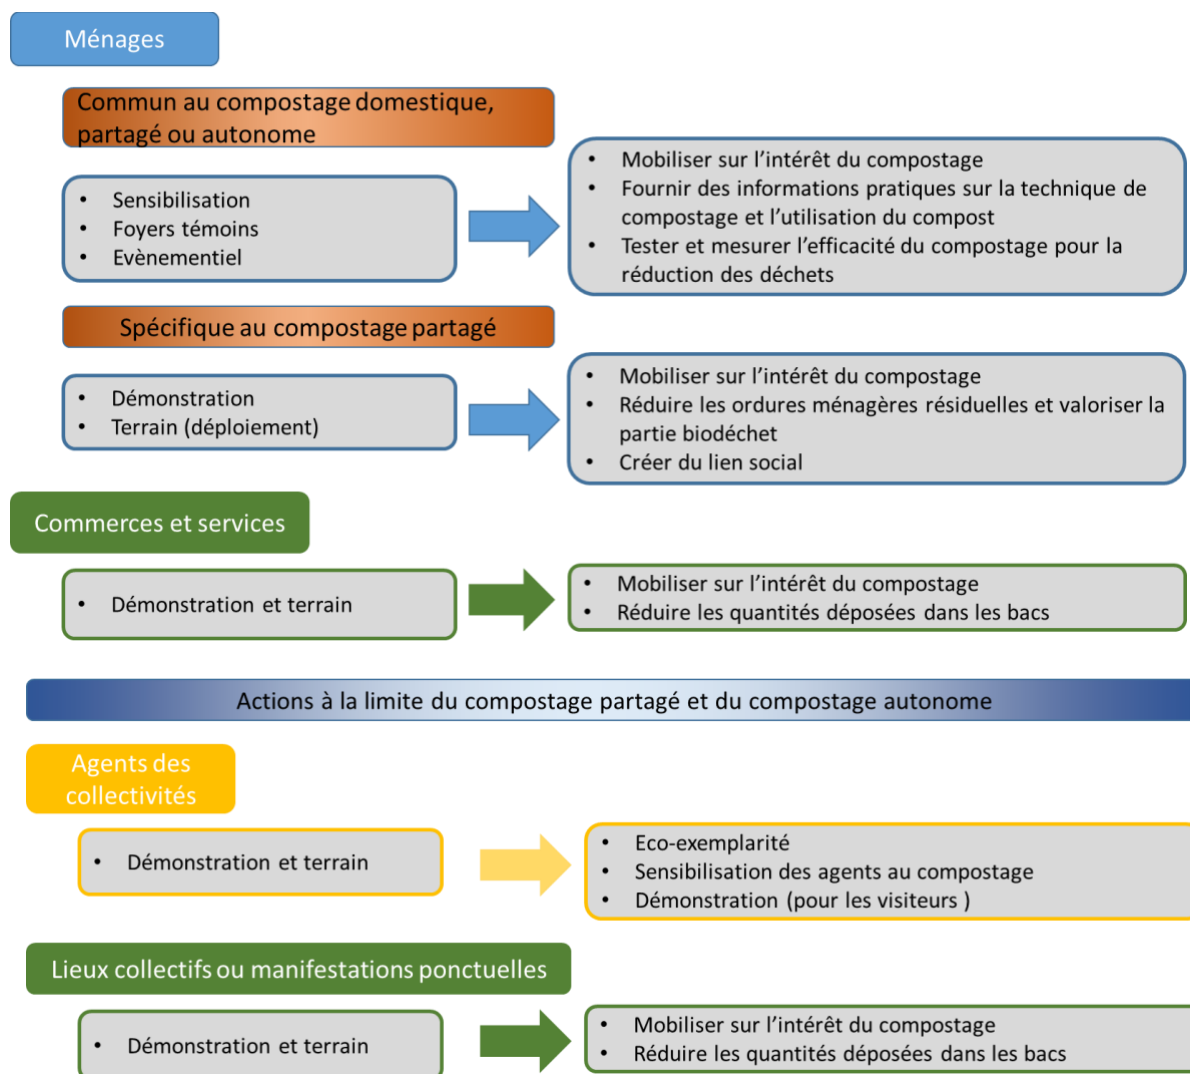 Ménages
Commun au compostage domestique,
partagé ou autonome
• Sensibilisation
• Foyers témoins
• Evènementiel
• Mobiliser sur l’intérêt du compostage
• Fournir des informations pratiques sur la technique de
compostage et l’utilisation du compost
• Tester et mesurer l’efficacité du compostage pour la
réduction des déchets
Spécifique au compostage partagé
• Démonstration
• Terrain (déploiement)
• Mobiliser sur l’intérêt du compostage
• Réduire les ordures ménagères résiduelles et valoriser la
partie biodéchet
• Créer du lien social
Commerces et services
• Démonstration et terrain
• Mobiliser sur l’intérêt du compostage
• Réduire les quantités déposées dans les bacs
Actions à la limite du compostage partagé et du compostage autonome
Agents des
collectivités
• Démonstration et terrain
• Eco-exemplarité
• Sensibilisation des agents au compostage
• Démonstration (pour les visiteurs )
Lieux collectifs ou manifestations ponctuelles
• Démonstration et terrain
• Mobiliser sur l’intérêt du compostage
• Réduire les quantités déposées dans les bacs